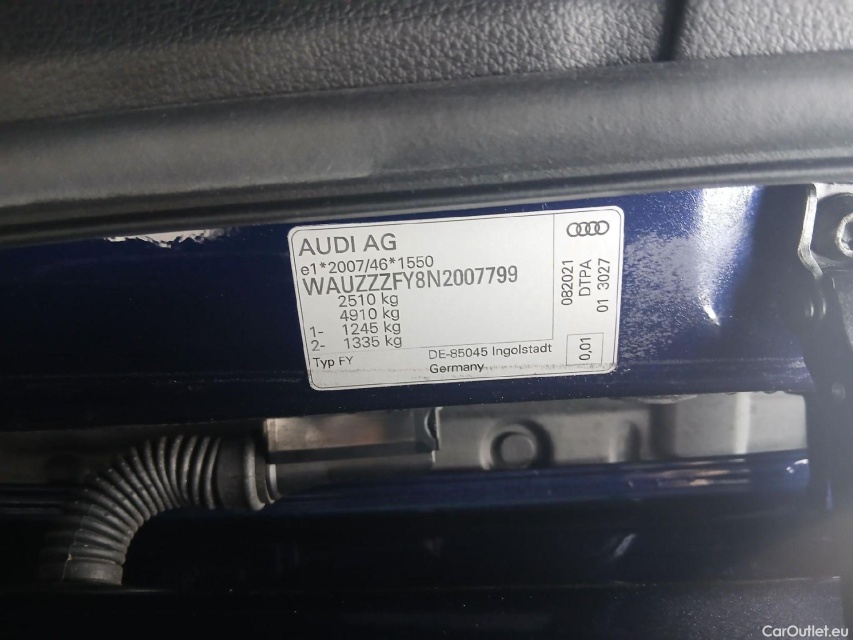 AUDI AG
e1*2007/46*1550
WAUZZZFY8N2007799
2510 kg
4910 kg
1- 1245 kg
2- 1335 kg
Typ FY
DE-85045 Ingolstadt
Germany
082021
DTPA
01 3027
0,01
CarOutlet.eu